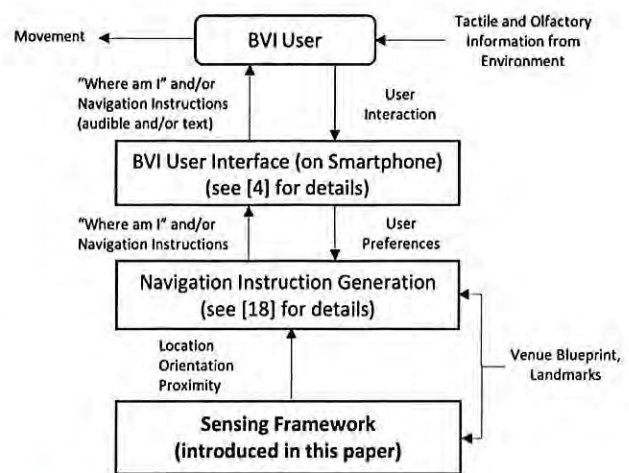 Movement
BVI User
Tactile and Olfactory
Information from
Environment
"Where am I" and/or
Navigation Instructions
(audible and/or text)
User
Interaction
BVI User Interface (on Smartphone)
(see [4] for details)
"Where am I" and/or
Navigation Instructions
User
Preferences
Navigation Instruction Generation
(see [18] for details)
Location
Orientation
Proximity
Venue Blueprint,
Landmarks
Sensing Framework
(introduced in this paper)